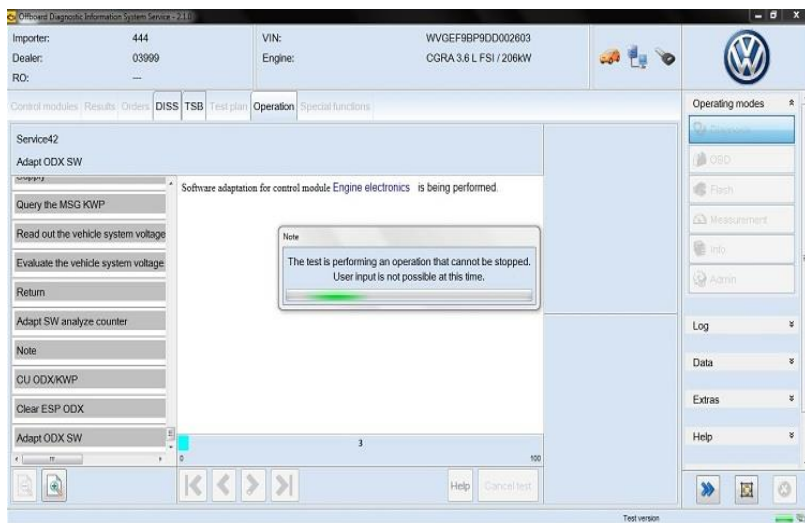 Offboard Diagnostic Information System Service - 2.1.0
Importer: 444 VIN: WVGEF9BP9DD002603
Dealer: 03999 Engine: CGRA 3.6 L FSI / 206kW
RO: ---
Control modules Results Orders DISS TSB Test plan Operation Special functions
Operating modes
Service42
Adapt ODX SW
Diagnosis
OBD
Flash
Measurement
Info
Admin
Log
Data
Extras
Help
Software adaptation for control module Engine electronics is being performed.
Query the MSG KWP
Read out the vehicle system voltage
Evaluate the vehicle system voltage
Return
Adapt SW analyze counter
Note
CU ODX/KWP
Clear ESP ODX
Adapt ODX SW
Note
The test is performing an operation that cannot be stopped.
User input is not possible at this time.
3
0 100
Help Cancel test
Test version